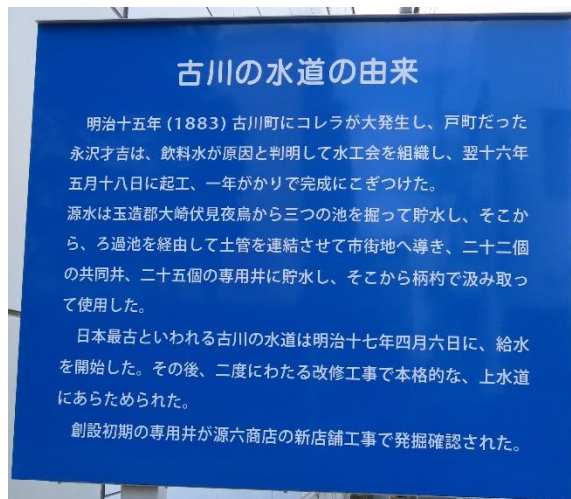 古川の水道の由来
明治十五年 (1883) 古川町にコレラが大発生し、戸町だった
永沢才吉は、飲料水が原因と判明して水工会を組織し、翌十六年
五月十八日に起工、一年がかりで完成にこぎつけた。
源水は玉造郡大崎伏見夜烏から三つの池を掘って貯水し、そこか
ら、ろ過池を経由して土管を連結させて市街地へ導き、二十二個
の共同井、二十五個の専用井に貯水し、そこから柄杓で汲み取っ
て使用した。
日本最古といわれる古川の水道は明治十七年四月六日に、給水
を開始した。その後、二度にわたる改修工事で本格的な、上水道
にあらためられた。
創設初期の専用井が源六商店の新店舗工事で発掘確認された。